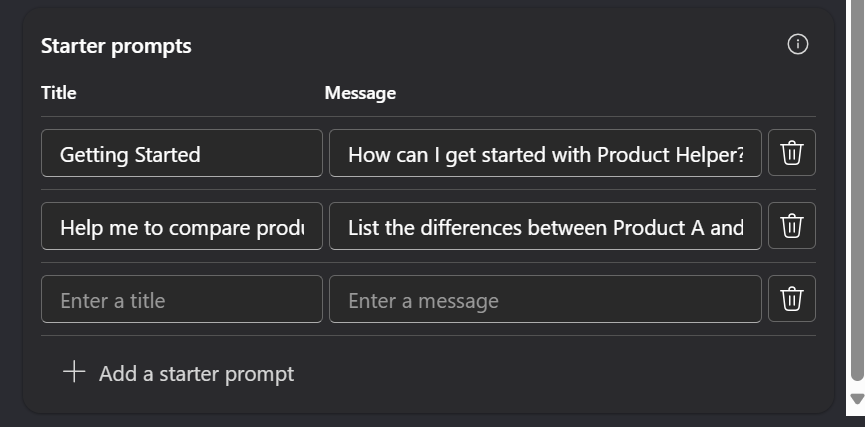 Starter prompts
Title Message
Getting Started How can I get started with Product Helper?
Help me to compare produ List the differences between Product A and
Enter a title Enter a message
Add a starter prompt